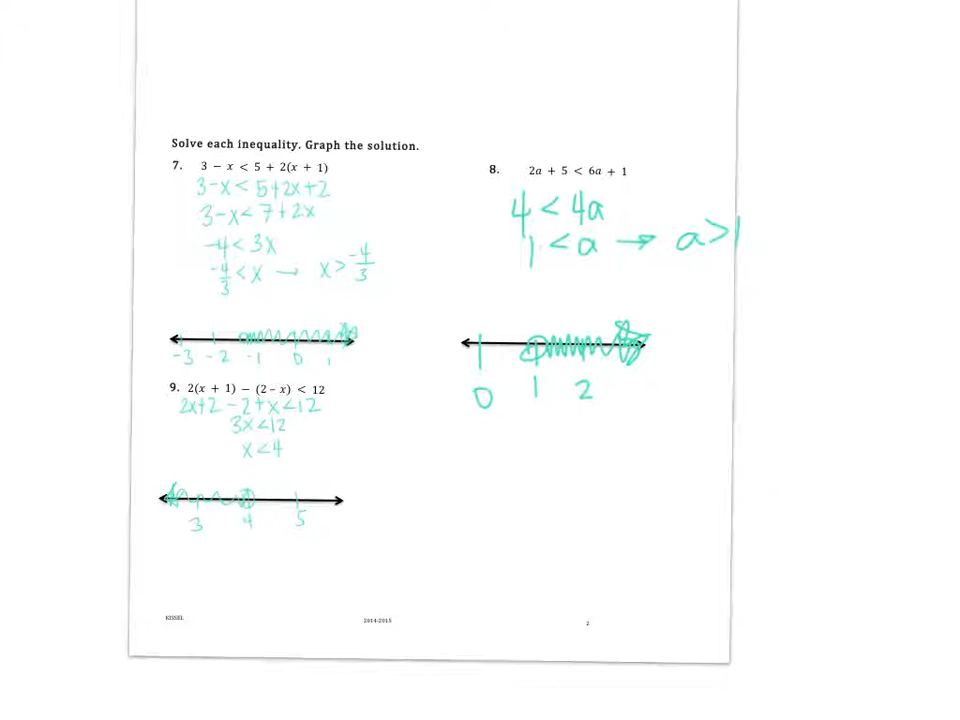 Solve each inequality. Graph the solution.
7. 3 − x < 5 + 2(x + 1)
3-x < 5+2x+2
3-x < 7+2x
-4 < 3x
-4/3 < x → x > -4/3
-3 -2 -1 0 1
8. 2a + 5 < 6a + 1
4 < 4a
1 < a → a > 1
0 1 2
9. 2(x + 1) − (2 − x) < 12
2x+2 -2+x < 12
3x < 12
x < 4
3 4 5
KISSEL 2014-2015 2